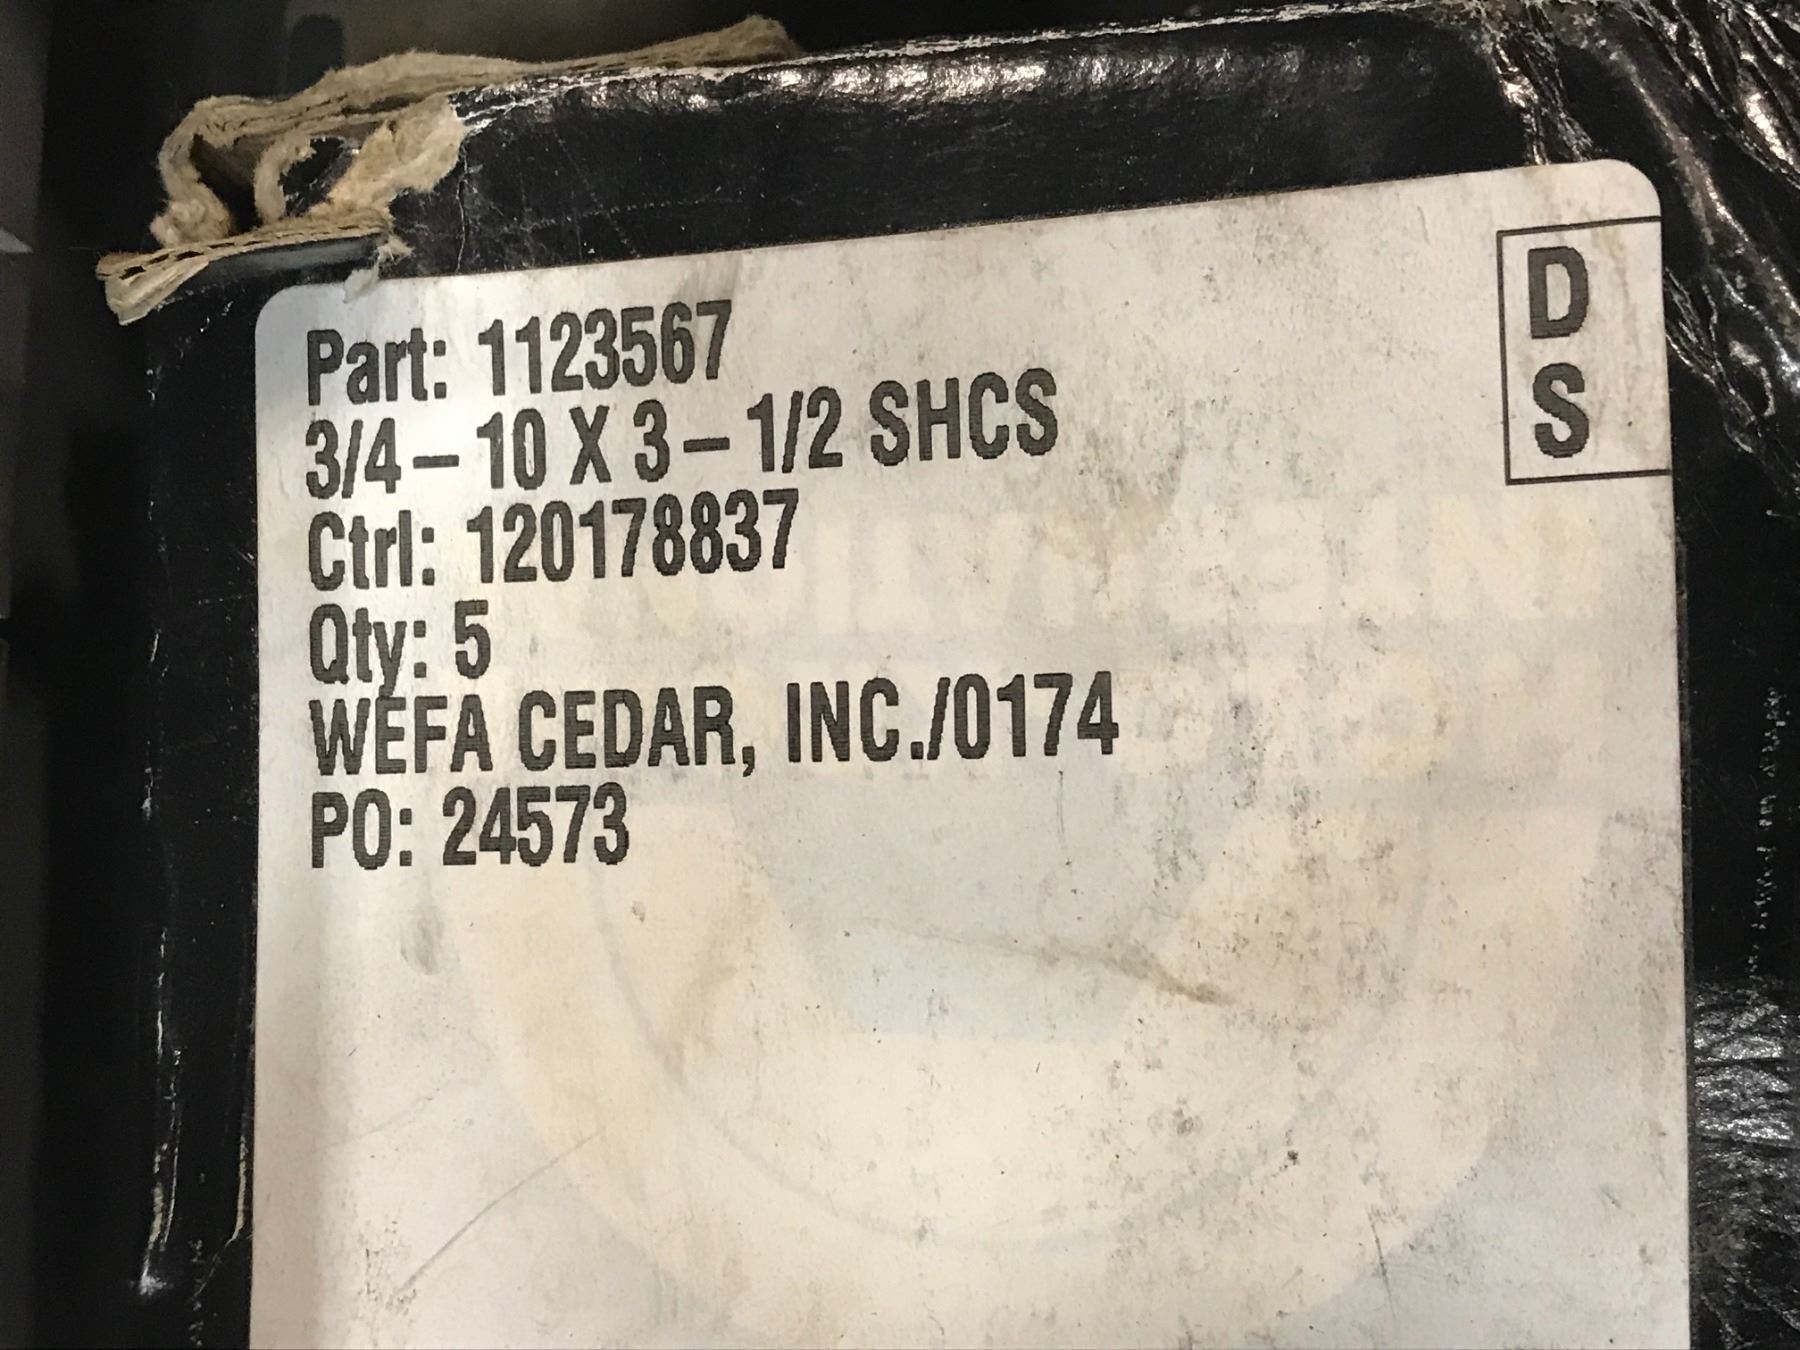 Part: 1123567
3/4 – 10 X 3 – 1/2 SHCS
Ctrl: 120178837
Qty: 5
WEFA CEDAR, INC./0174
PO: 24573
D
S